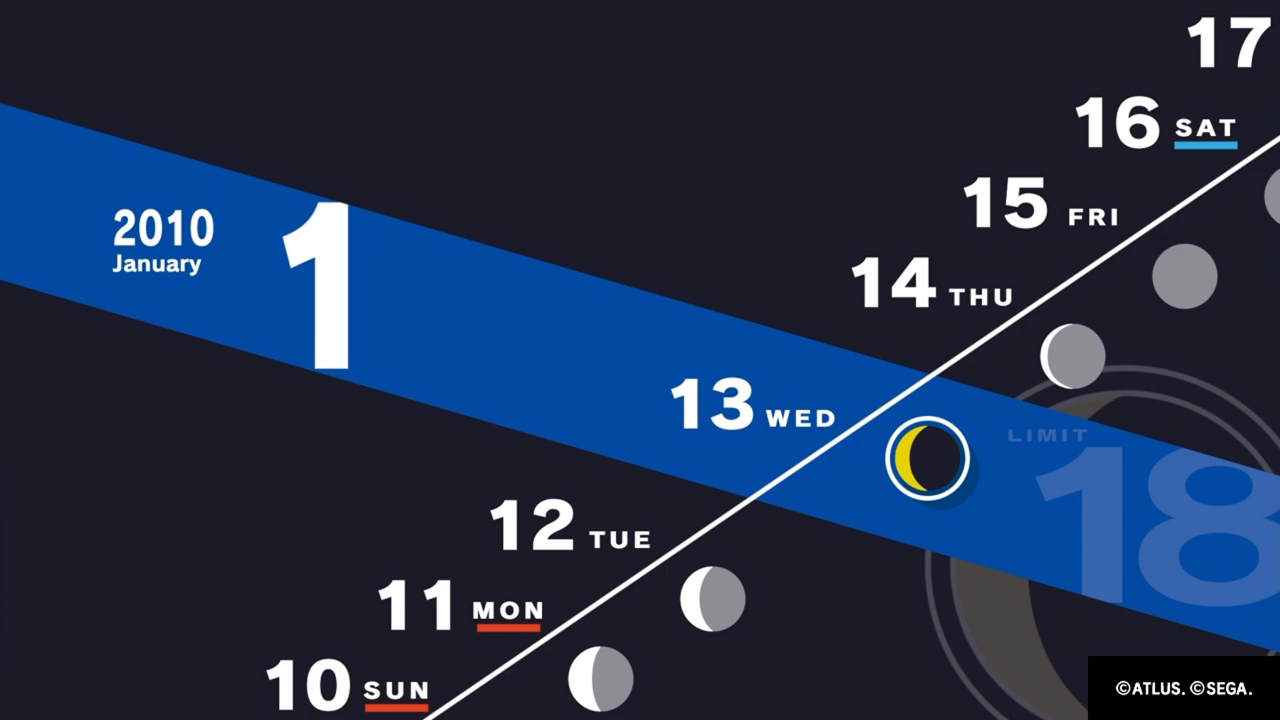 17
16 SAT
15 FRI
14 THU
2010
January
1
13 WED
LIMIT
18
12 TUE
11 MON
10 SUN
©ATLUS. ©SEGA.